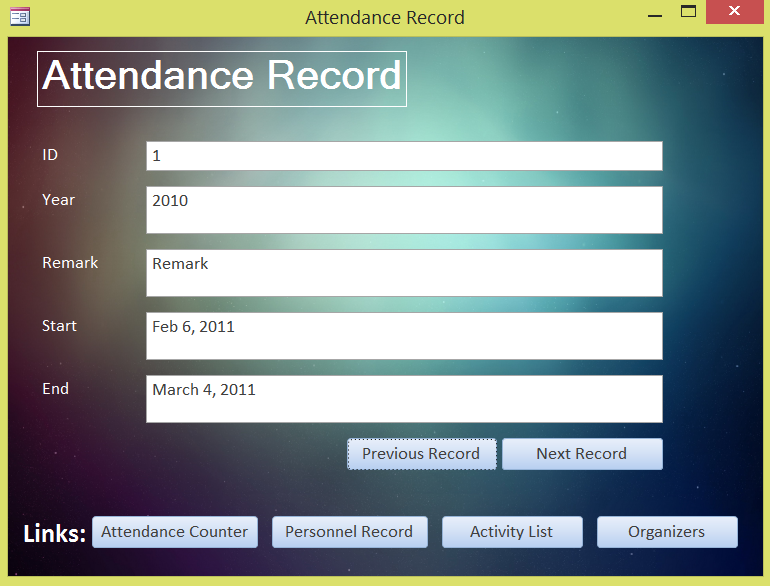 Attendance Record
Attendance Record
ID 1
Year 2010
Remark Remark
Start Feb 6, 2011
End March 4, 2011
Previous Record Next Record
Links: Attendance Counter Personnel Record Activity List Organizers